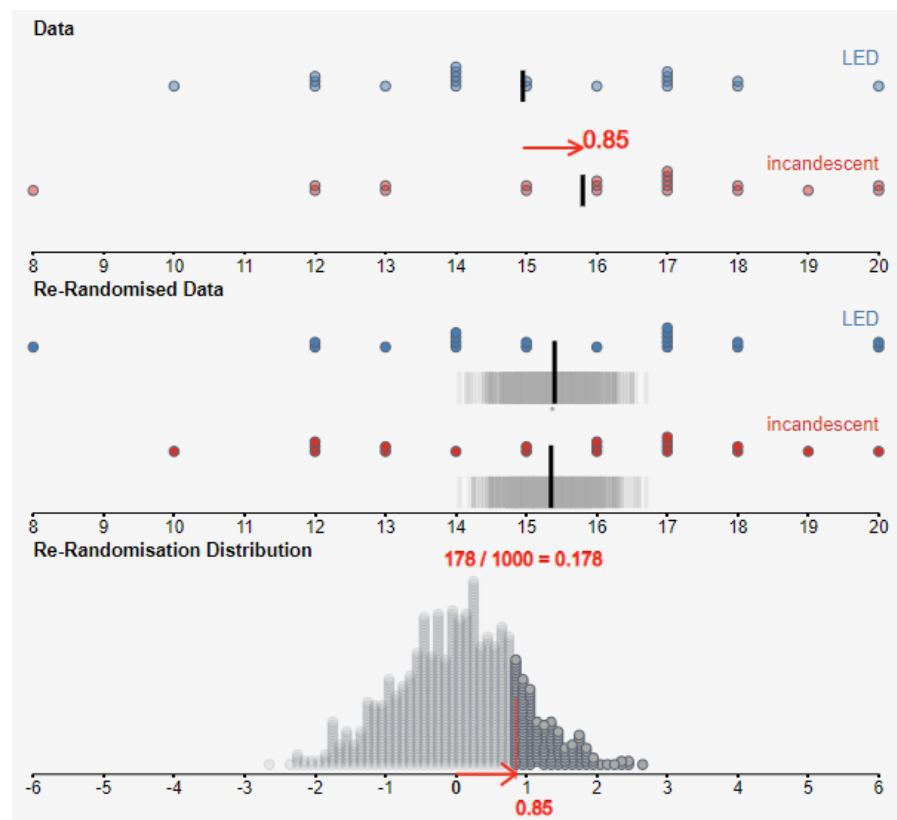 Data
LED
0.85
incandescent
8 9 10 11 12 13 14 15 16 17 18 19 20
Re-Randomised Data
LED
incandescent
8 9 10 11 12 13 14 15 16 17 18 19 20
Re-Randomisation Distribution
178 / 1000 = 0.178
-6 -5 -4 -3 -2 -1 0 1 2 3 4 5 6
0.85